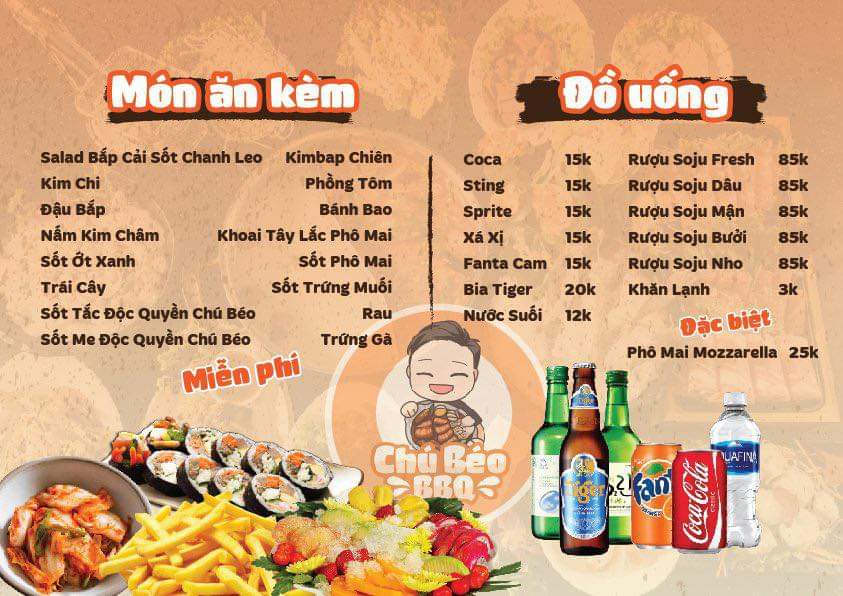 Món ăn kèm
Salad Bắp Cải Sốt Chanh Leo
Kim Chi
Đậu Bắp
Nấm Kim Châm
Sốt Ớt Xanh
Trái Cây
Sốt Tắc Độc Quyền Chú Béo
Sốt Me Độc Quyền Chú Béo
Kimbap Chiên
Phồng Tôm
Bánh Bao
Khoai Tây Lắc Phô Mai
Sốt Phô Mai
Sốt Trứng Muối
Rau
Trứng Gà
Miễn phí
Đồ uống
Coca 15k
Sting 15k
Sprite 15k
Xá Xị 15k
Fanta Cam 15k
Bia Tiger 20k
Nước Suối 12k
Rượu Soju Fresh 85k
Rượu Soju Dâu 85k
Rượu Soju Mận 85k
Rượu Soju Bưởi 85k
Rượu Soju Nho 85k
Khăn Lạnh 3k
Đặc biệt
Phô Mai Mozzarella 25k
Chú Béo
BBQ
Tiger
Fant
Coca-Cola
QUAFINA